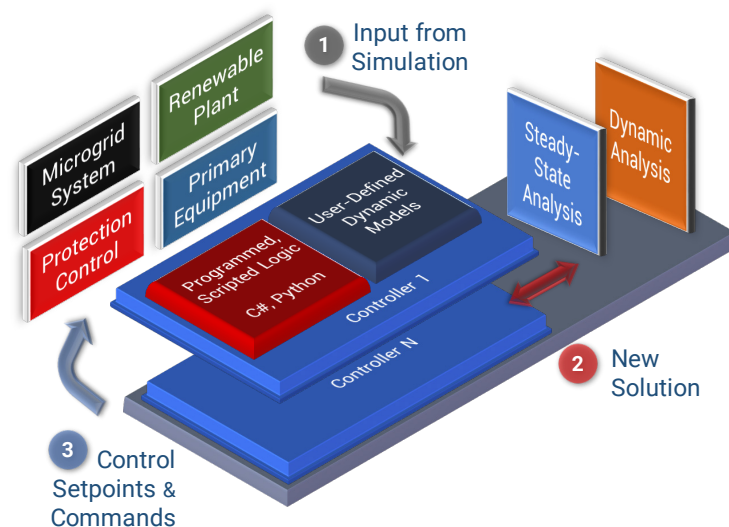 1
Input from
Simulation
Renewable
Plant
Microgrid
System
Primary
Equipment
Protection
Control
Steady-
State
Analysis
Dynamic
Analysis
User-Defined
Dynamic
Models
Programmed,
Scripted Logic
C#, Python
Controller 1
Controller N
2
New
Solution
3
Control
Setpoints &
Commands